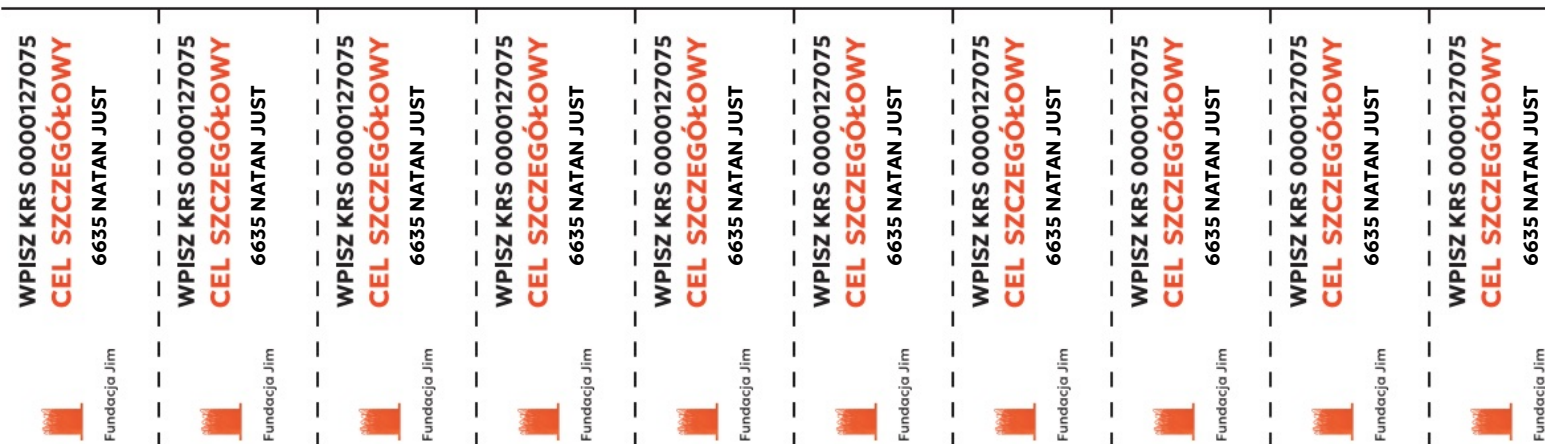 WPISZ KRS 0000127075
CEL SZCZEGÓŁOWY
6635 NATAN JUST
Fundacja Jim
WPISZ KRS 0000127075
CEL SZCZEGÓŁOWY
6635 NATAN JUST
Fundacja Jim
WPISZ KRS 0000127075
CEL SZCZEGÓŁOWY
6635 NATAN JUST
Fundacja Jim
WPISZ KRS 0000127075
CEL SZCZEGÓŁOWY
6635 NATAN JUST
Fundacja Jim
WPISZ KRS 0000127075
CEL SZCZEGÓŁOWY
6635 NATAN JUST
Fundacja Jim
WPISZ KRS 0000127075
CEL SZCZEGÓŁOWY
6635 NATAN JUST
Fundacja Jim
WPISZ KRS 0000127075
CEL SZCZEGÓŁOWY
6635 NATAN JUST
Fundacja Jim
WPISZ KRS 0000127075
CEL SZCZEGÓŁOWY
6635 NATAN JUST
Fundacja Jim
WPISZ KRS 0000127075
CEL SZCZEGÓŁOWY
6635 NATAN JUST
Fundacja Jim
WPISZ KRS 0000127075
CEL SZCZEGÓŁOWY
6635 NATAN JUST
Fundacja Jim